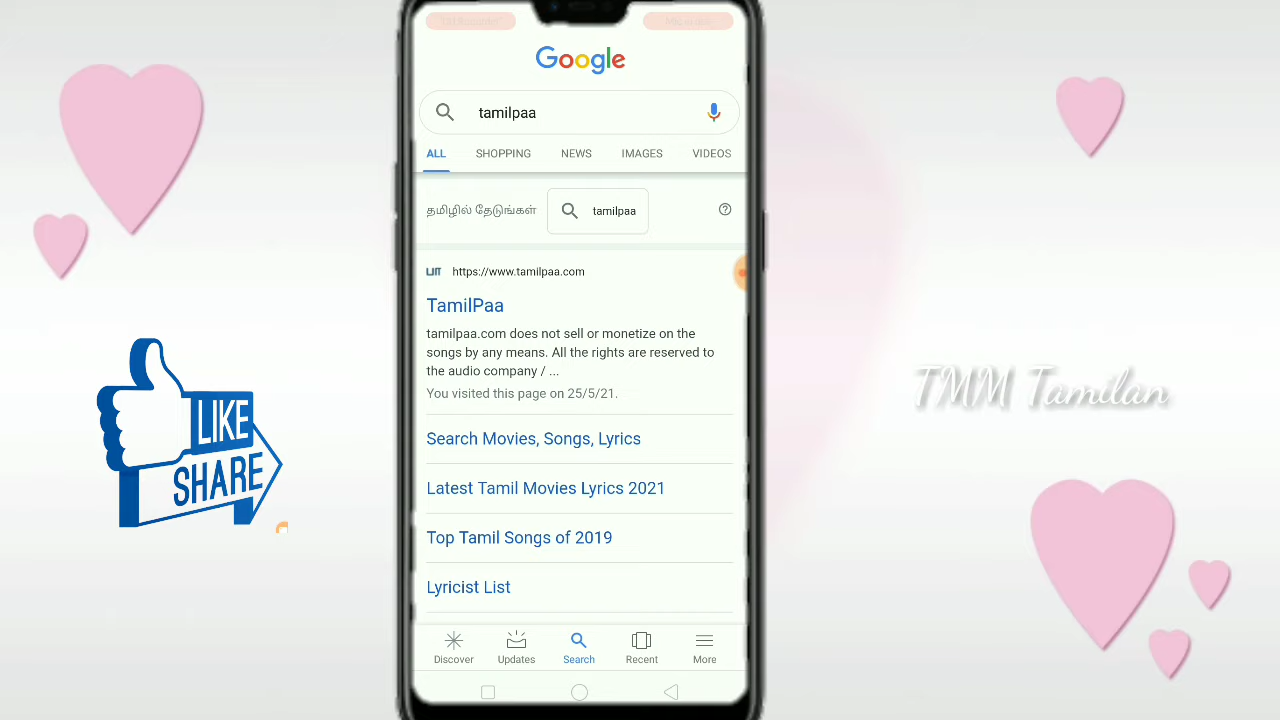 Google
tamilpaa
ALL SHOPPING NEWS IMAGES VIDEOS
தமிழில் தேடுங்கள் tamilpaa
https://www.tamilpaa.com
TamilPaa
tamilpaa.com does not sell or monetize on the
songs by any means. All the rights are reserved to
the audio company / ...
You visited this page on 25/5/21.
Search Movies, Songs, Lyrics
Latest Tamil Movies Lyrics 2021
Top Tamil Songs of 2019
Lyricist List
Discover Updates Search Recent More
LIKE
SHARE
TMM Tamilan